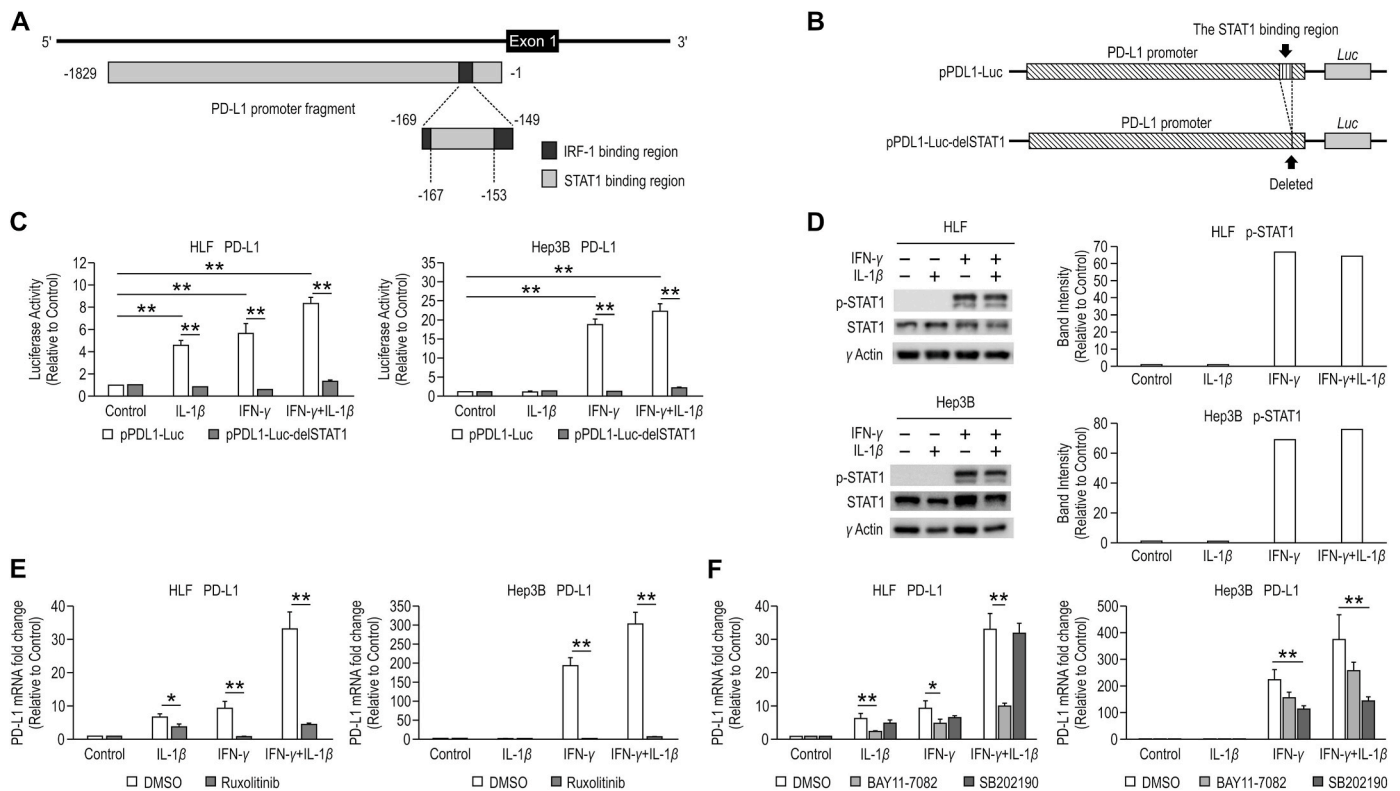 A
5'
Exon 1
3'
-1829
-1
PD-L1 promoter fragment
-169
-149
IRF-1 binding region
STAT1 binding region
-167
-153
B
The STAT1 binding region
PD-L1 promoter
Luc
pPDL1-Luc
PD-L1 promoter
Luc
pPDL1-Luc-delSTAT1
Deleted
C
HLF PD-L1
Luciferase Activity
(Relative to Control)
12
10
8
6
4
2
0
**
**
**
**
**
**
Control
IL-1β
IFN-γ
IFN-γ+IL-1β
pPDL1-Luc
pPDL1-Luc-delSTAT1
Hep3B PD-L1
Luciferase Activity
(Relative to Control)
35
30
25
20
15
10
5
0
**
**
**
**
Control
IL-1β
IFN-γ
IFN-γ+IL-1β
pPDL1-Luc
pPDL1-Luc-delSTAT1
D
HLF
IFN-γ − − + +
IL-1β − + − +
p-STAT1
STAT1
γ Actin
HLF p-STAT1
Band Intensity
(Relative to Control)
70
60
50
40
30
20
10
0
Control
IL-1β
IFN-γ
IFN-γ+IL-1β
Hep3B
IFN-γ − − + +
IL-1β − + − +
p-STAT1
STAT1
γ Actin
Hep3B p-STAT1
Band Intensity
(Relative to Control)
80
60
40
20
0
Control
IL-1β
IFN-γ
IFN-γ+IL-1β
E
HLF PD-L1
PD-L1 mRNA fold change
(Relative to Control)
40
30
20
10
0
*
**
**
Control
IL-1β
IFN-γ
IFN-γ+IL-1β
DMSO
Ruxolitinib
Hep3B PD-L1
PD-L1 mRNA fold change
(Relative to Control)
350
300
250
200
150
100
50
0
**
**
Control
IL-1β
IFN-γ
IFN-γ+IL-1β
DMSO
Ruxolitinib
F
HLF PD-L1
PD-L1 mRNA fold change
(Relative to Control)
40
30
20
10
0
**
*
**
Control
IL-1β
IFN-γ
IFN-γ+IL-1β
DMSO
BAY11-7082
SB202190
Hep3B PD-L1
PD-L1 mRNA fold change
(Relative to Control)
500
400
300
200
100
0
**
**
Control
IL-1β
IFN-γ
IFN-γ+IL-1β
DMSO
BAY11-7082
SB202190